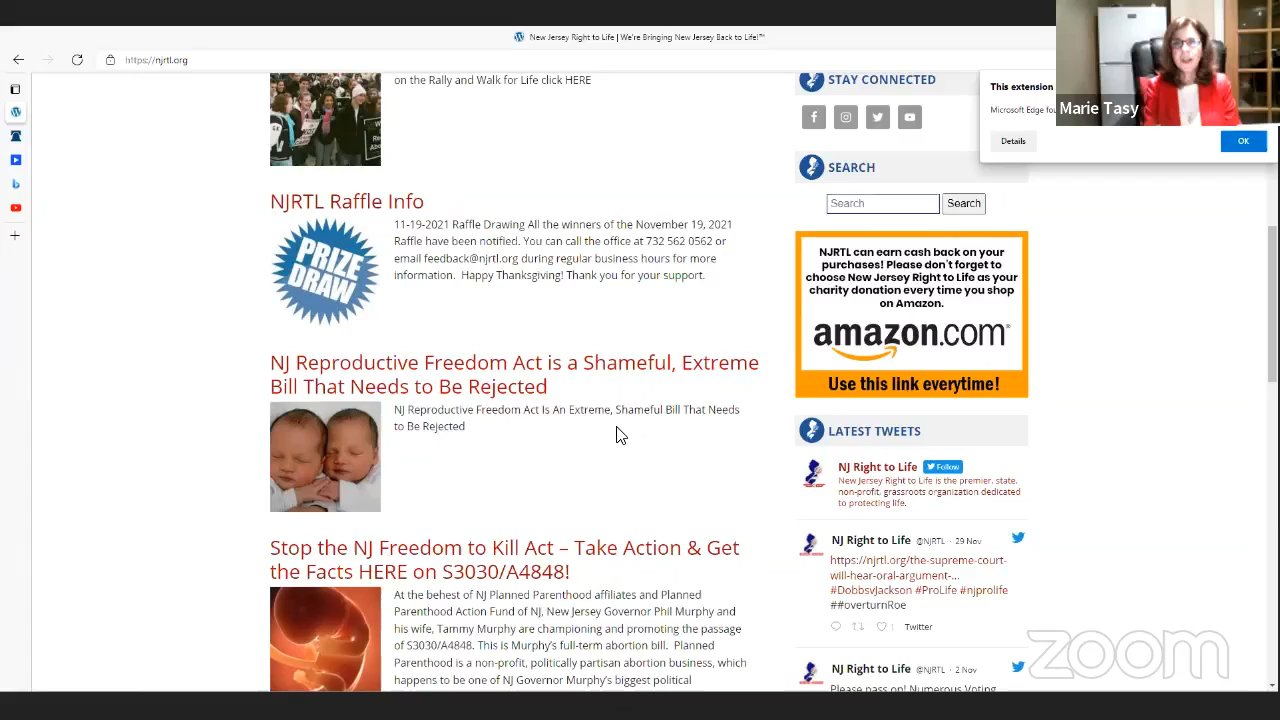 New Jersey Right to Life | We're Bringing New Jersey Back to Life!™
https://njrtl.org
on the Rally and Walk for Life click HERE
NJRTL Raffle Info
11-19-2021 Raffle Drawing All the winners of the November 19, 2021
Raffle have been notified. You can call the office at 732 562 0562 or
email feedback@njrtl.org during regular business hours for more
information.  Happy Thanksgiving! Thank you for your support.
PRIZE
DRAW
NJ Reproductive Freedom Act is a Shameful, Extreme
Bill That Needs to Be Rejected
NJ Reproductive Freedom Act Is An Extreme, Shameful Bill That Needs
to Be Rejected
Stop the NJ Freedom to Kill Act – Take Action & Get
the Facts HERE on S3030/A4848!
At the behest of NJ Planned Parenthood affiliates and Planned
Parenthood Action Fund of NJ, New Jersey Governor Phil Murphy and
his wife, Tammy Murphy are championing and promoting the passage
of S3030/A4848. This is Murphy's full-term abortion bill.  Planned
Parenthood is a non-profit, politically partisan abortion business, which
happens to be one of NJ Governor Murphy's biggest political
STAY CONNECTED
SEARCH
Search
Search
NJRTL can earn cash back on your
purchases! Please don't forget to
choose New Jersey Right to Life as your
charity donation every time you shop
on Amazon.
amazon.com
Use this link everytime!
LATEST TWEETS
NJ Right to Life Follow
New Jersey Right to Life is the premier, state,
non-profit, grassroots organization dedicated
to protecting life.
NJ Right to Life @NJRTL · 29 Nov
https://njrtl.org/the-supreme-court-
will-hear-oral-argument-…
#DobbsvJackson #ProLife #njprolife
##overturnRoe
1 Twitter
NJ Right to Life @NJRTL · 2 Nov
Please pass on! Numerous Voting
This extension
Microsoft Edge fou
Details
OK
Marie Tasy
zoom